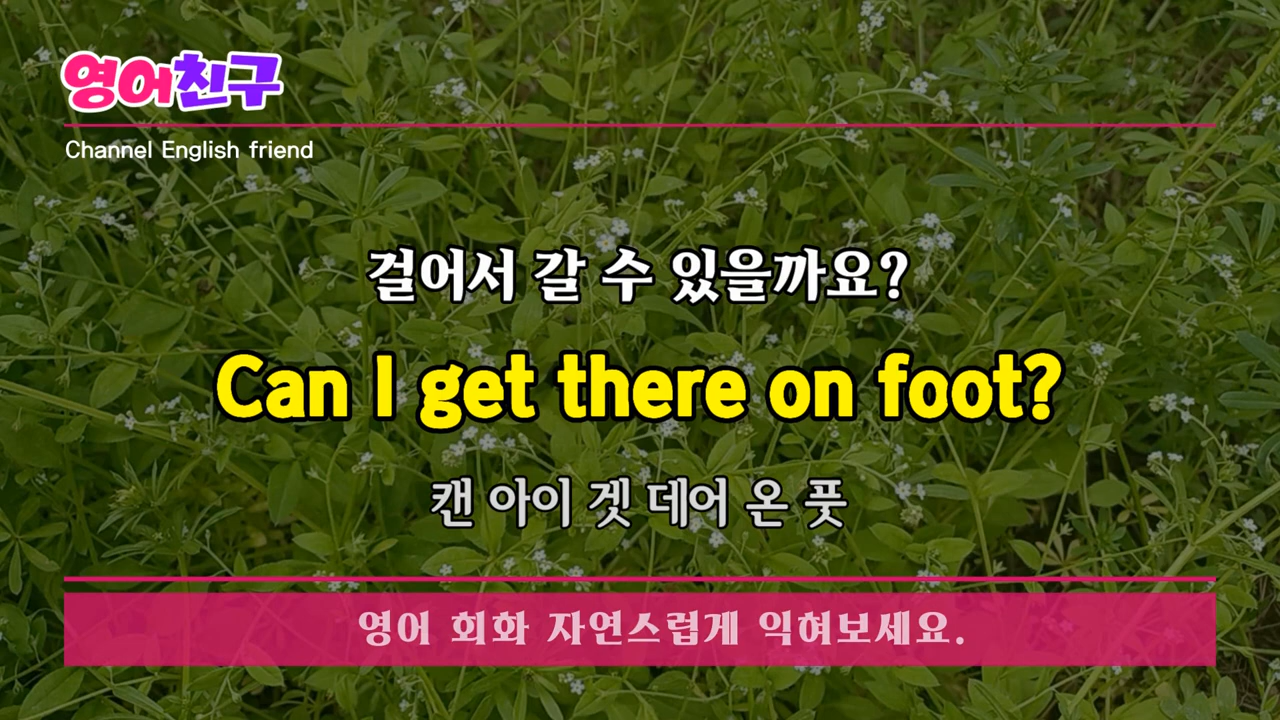 영어친구
Channel English friend
걸어서 갈 수 있을까요?
Can I get there on foot?
캔 아이 겟 데어 온 풋
영어 회화 자연스럽게 익혀보세요.